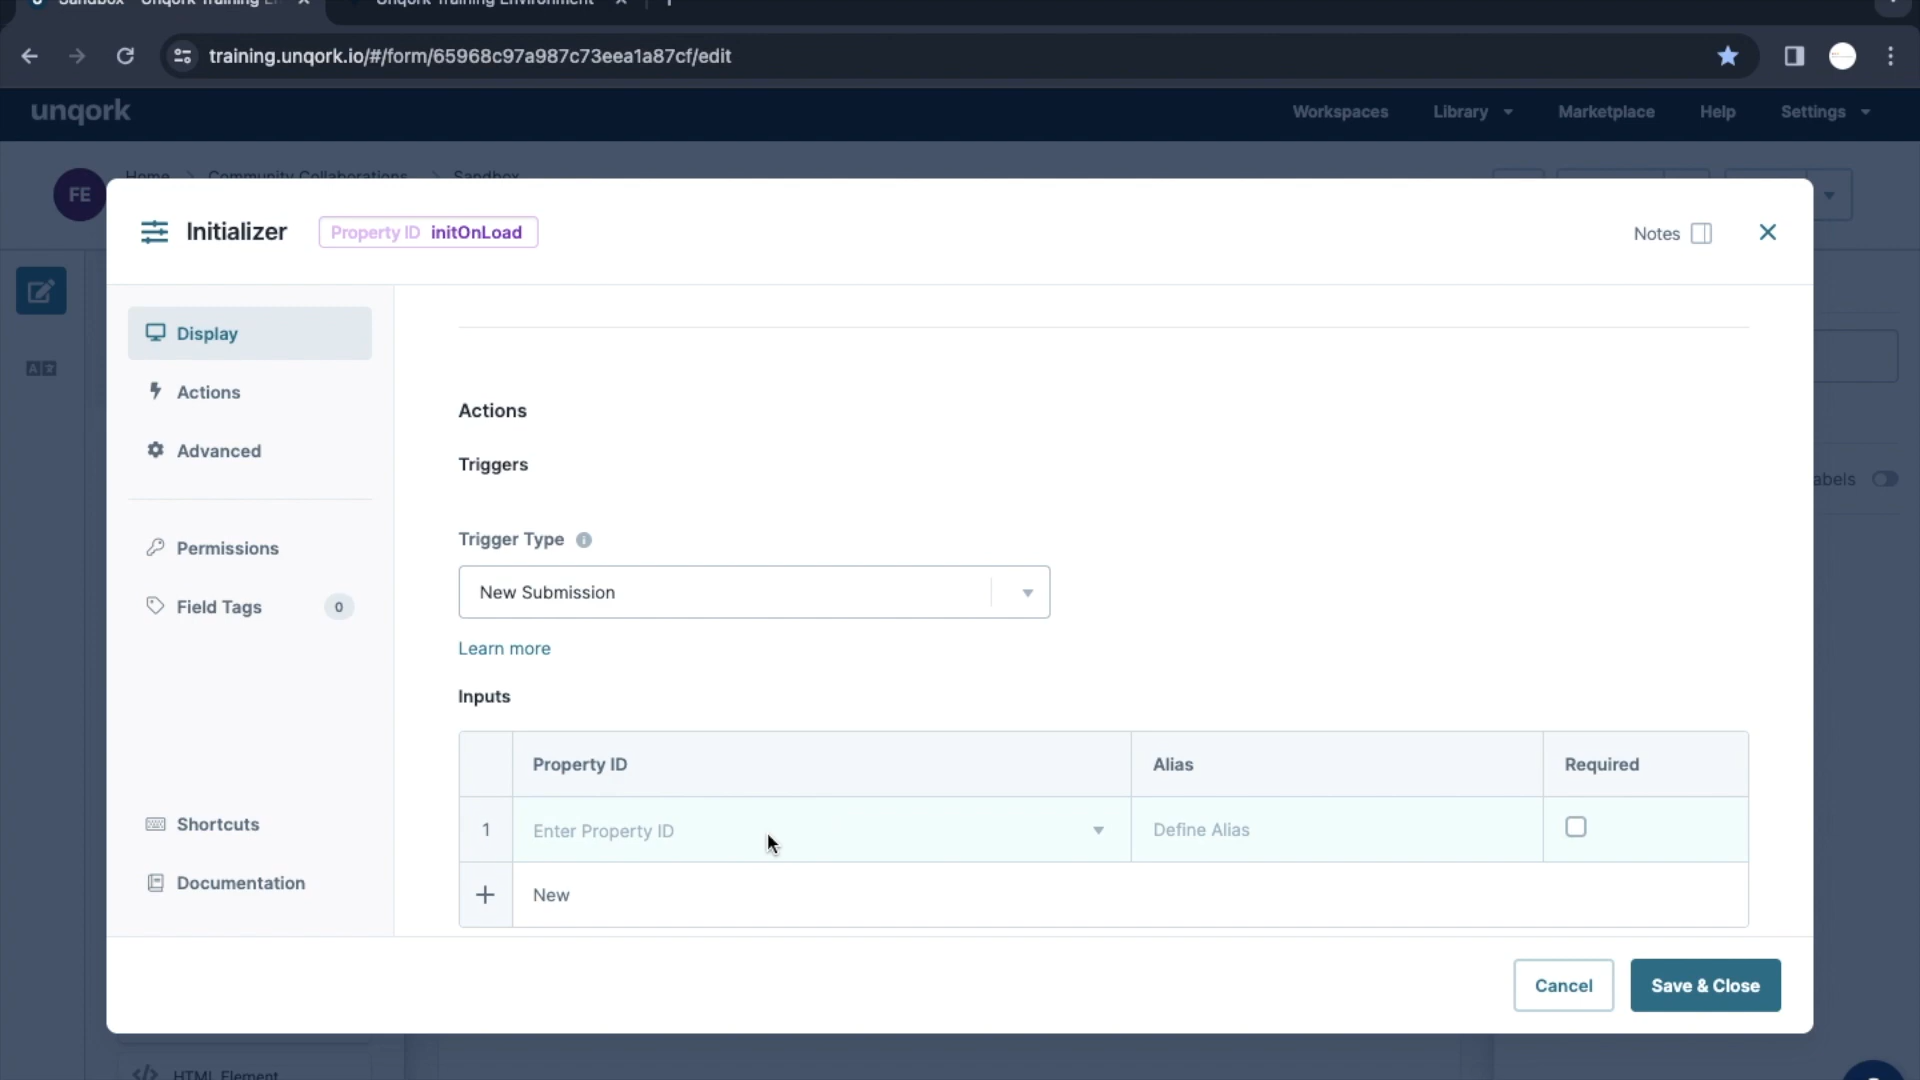 Sandbox - Unqork Training E
Unqork Training Environment
training.unqork.io/#/form/65968c97a987c73eea1a87cf/edit
unqork
Workspaces Library Marketplace Help Settings
FE Home Community Collaborations Sandbox
Initializer Property ID initOnLoad Notes
Display
Actions
Advanced
Permissions
Field Tags 0
Shortcuts
Documentation
Actions
Triggers
abels
Trigger Type
New Submission
Learn more
Inputs
Property ID Alias Required
1 Enter Property ID Define Alias
New
Cancel Save & Close
HTML Element